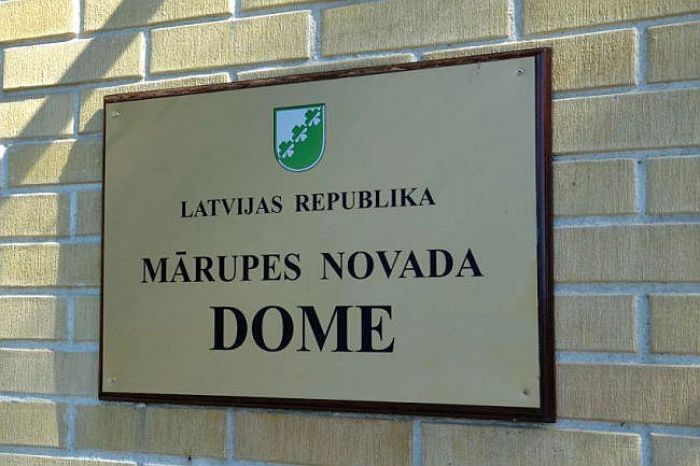 LATVIJAS REPUBLIKA
MĀRUPES NOVADA
DOME